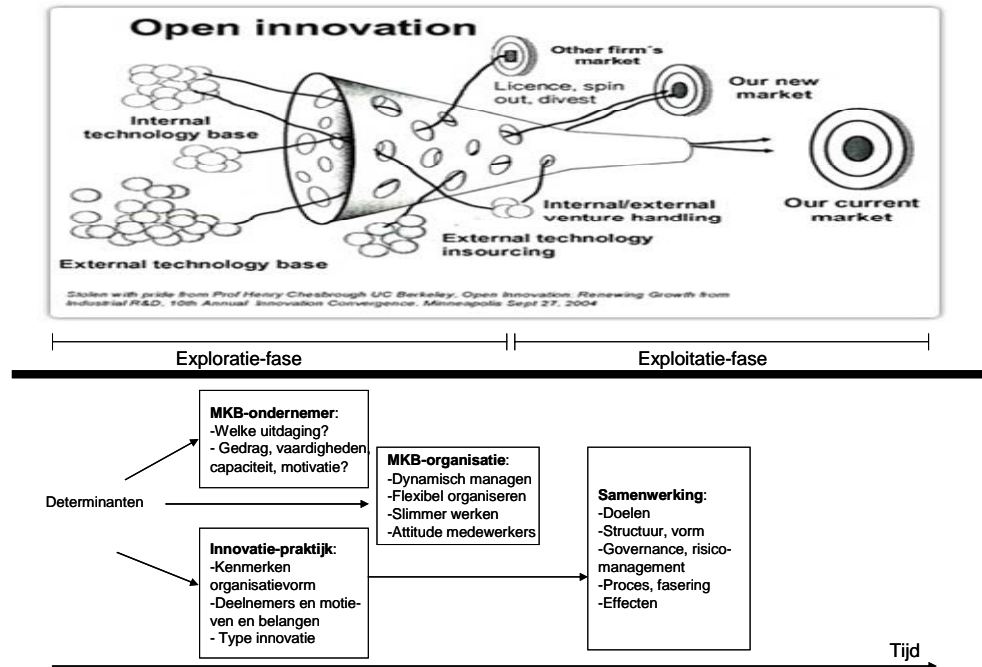 Open innovation
Other firm's
market
Licence, spin
out, divest
Our new
market
Internal
technology base
Our current
market
Internal/external
venture handling
External technology
insourcing
External technology base
Stolen with pride from Prof Henry Chesbrough UC Berkeley, Open Innovation: Renewing Growth from
Industrial R&D, 10th Annual Innovation Convergence, Minneapolis Sept 27, 2004
Exploratie-fase
Exploitatie-fase
MKB-ondernemer:
-Welke uitdaging?
- Gedrag, vaardigheden,
capaciteit, motivatie?
MKB-organisatie:
-Dynamisch managen
-Flexibel organiseren
-Slimmer werken
-Attitude medewerkers
Determinanten
Innovatie-praktijk:
-Kenmerken
organisatievorm
-Deelnemers en motie-
ven en belangen
- Type innovatie
Samenwerking:
-Doelen
-Structuur, vorm
-Governance, risico-
management
-Proces, fasering
-Effecten
Tijd